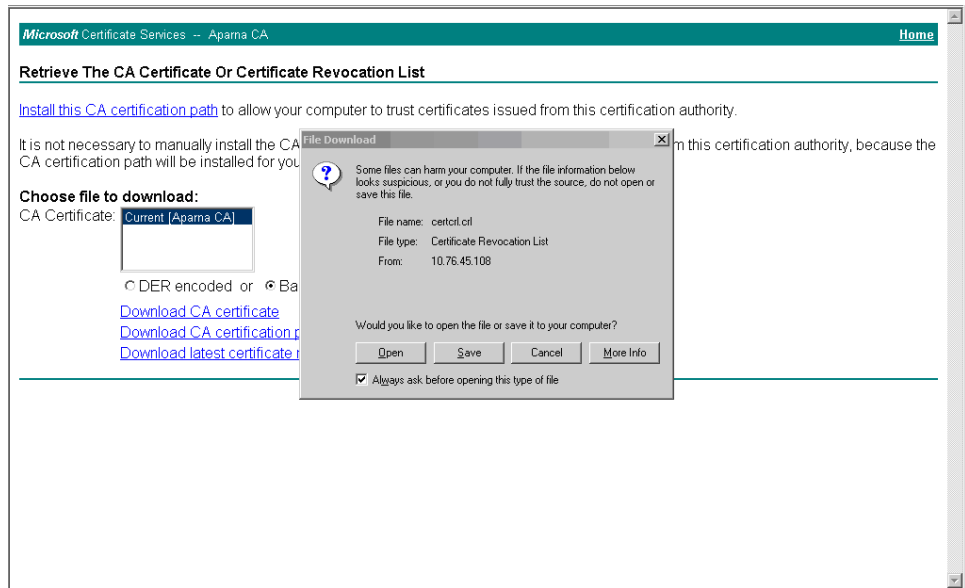 Microsoft Certificate Services -- Aparna CA Home
Retrieve The CA Certificate Or Certificate Revocation List
Install this CA certification path to allow your computer to trust certificates issued from this certification authority.
It is not necessary to manually install the CA
m this certification authority, because the
CA certification path will be installed for you
Choose file to download:
CA Certificate: Current [Aparna CA]
DER encoded or Ba
Download CA certificate
Download CA certification p
Download latest certificate r
File Download
Some files can harm your computer. If the file information below
looks suspicious, or you do not fully trust the source, do not open or
save this file.
File name: certcrl.crl
File type: Certificate Revocation List
From: 10.76.45.108
Would you like to open the file or save it to your computer?
Open Save Cancel More Info
Always ask before opening this type of file